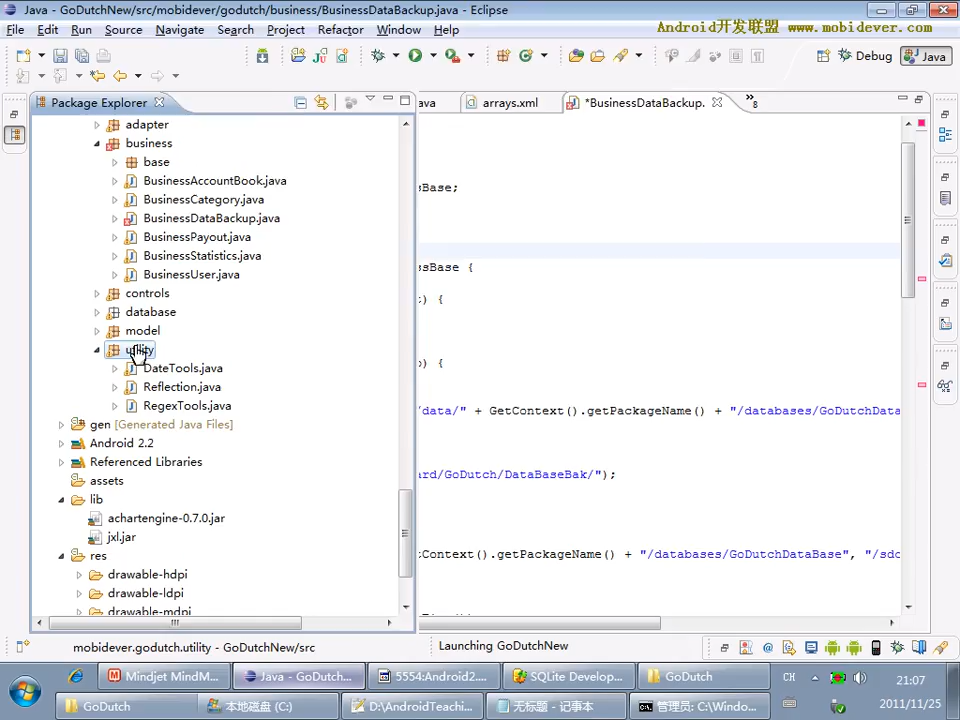 Java - GoDutchNew/src/mobidever/godutch/business/BusinessDataBackup.java - Eclipse
Android开发联盟 www.mobidever.com
File Edit Run Source Navigate Search Project Refactor Window Help
Debug Java
Package Explorer
ava arrays.xml *BusinessDataBackup. 8
adapter
business
base
BusinessAccountBook.java
BusinessCategory.java
BusinessDataBackup.java
BusinessPayout.java
BusinessStatistics.java
BusinessUser.java
controls
database
model
utility
DateTools.java
Reflection.java
RegexTools.java
gen [Generated Java Files]
Android 2.2
Referenced Libraries
assets
lib
achartengine-0.7.0.jar
jxl.jar
res
drawable-hdpi
drawable-ldpi
drawable-mdpi
ssBase;
ssBase {
t) {
) {
/data/" + GetContext().getPackageName() + "/databases/GoDutchData
ard/GoDutch/DataBaseBak/");
tContext().getPackageName() + "/databases/GoDutchDataBase", "/sdc
mobidever.godutch.utility - GoDutchNew/src
Launching GoDutchNew
Mindjet MindM... Java - GoDutch... 5554:Android2.... SQLite Develop... GoDutch CH 21:07
GoDutch 本地磁盘 (C:) D:\AndroidTeachi... 无标题 - 记事本 管理员: C:\Windo... 2011/11/25